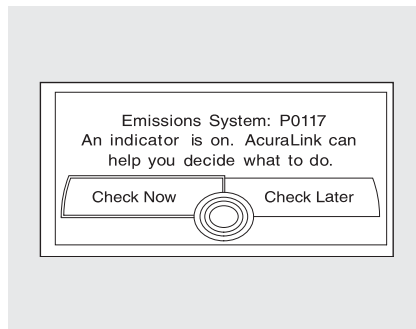 Emissions System: P0117
An indicator is on. AcuraLink can
help you decide what to do.
Check Now Check Later